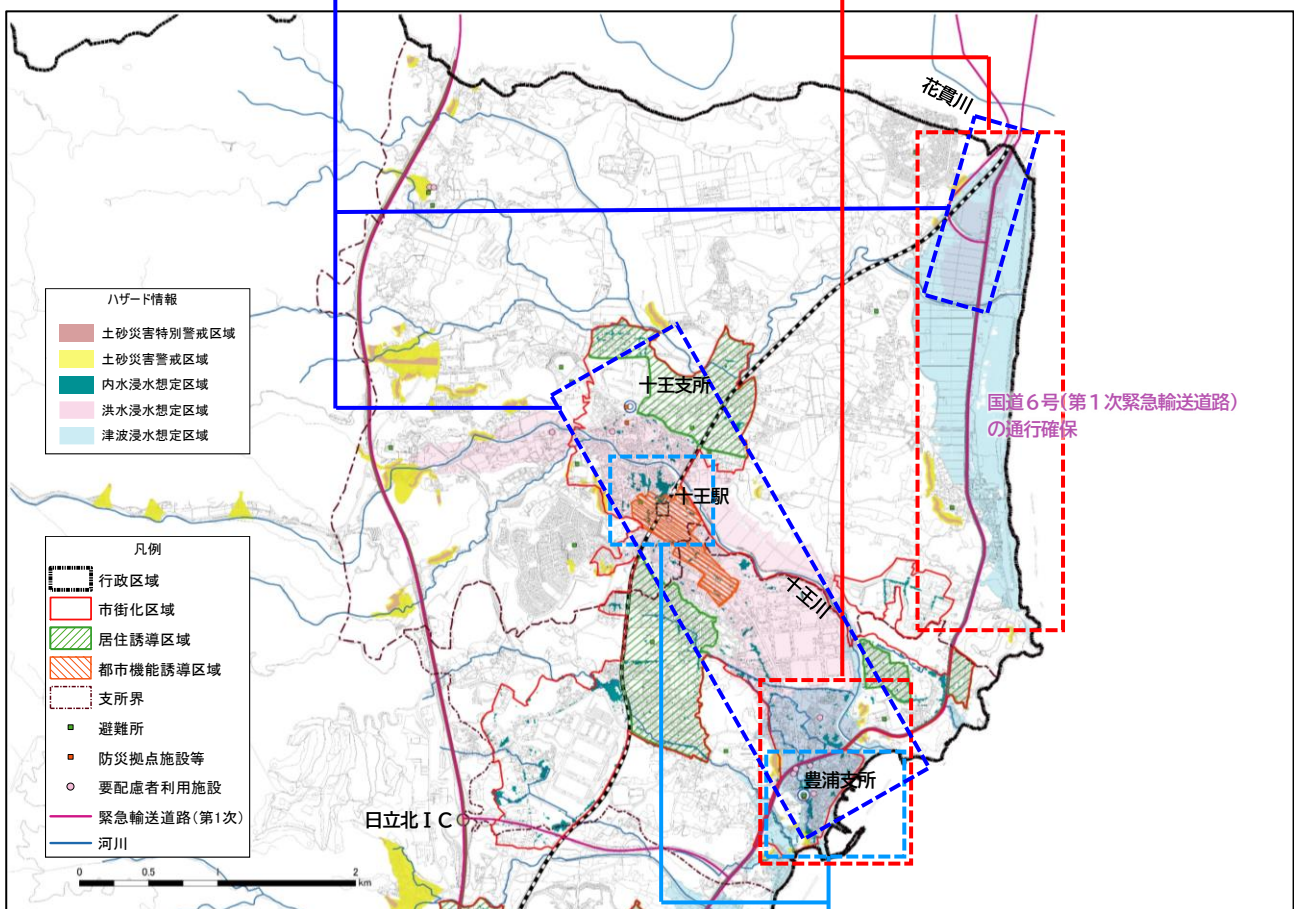 花貫川
ハザード情報
土砂災害特別警戒区域
土砂災害警戒区域
内水浸水想定区域
洪水浸水想定区域
津波浸水想定区域
十王支所
国道6号(第1次緊急輸送道路)
の通行確保
十王駅
十王川
凡例
行政区域
市街化区域
居住誘導区域
都市機能誘導区域
支所界
避難所
防災拠点施設等
要配慮者利用施設
緊急輸送道路(第1次)
河川
豊浦支所
日立北IC
0 0.5 1 2
km